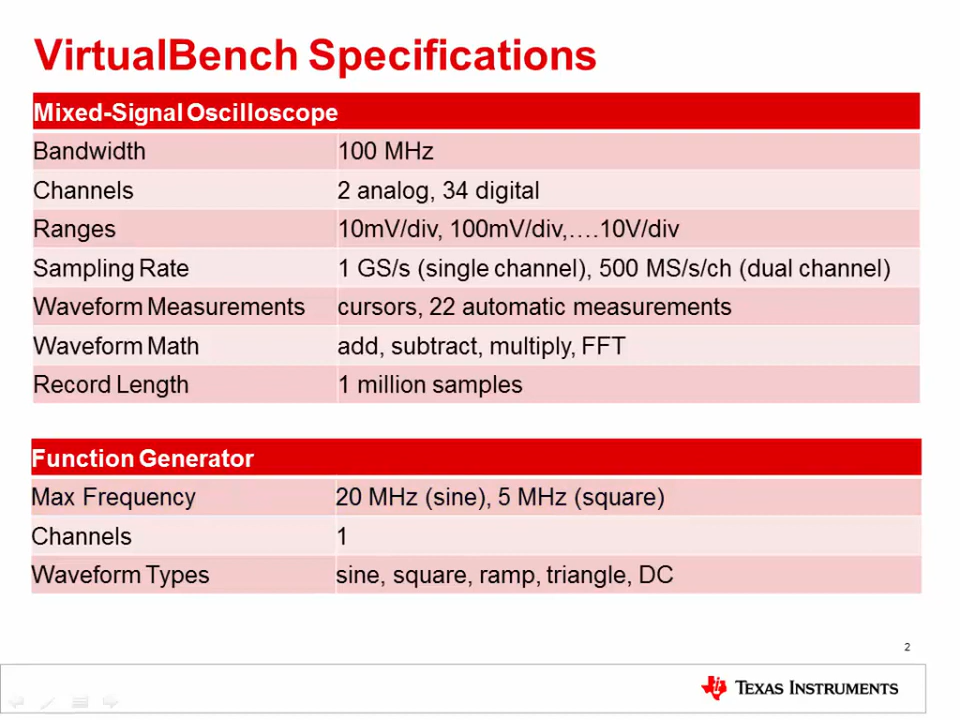 VirtualBench Specifications
Mixed-Signal Oscilloscope
Bandwidth 100 MHz
Channels 2 analog, 34 digital
Ranges 10mV/div, 100mV/div,….10V/div
Sampling Rate 1 GS/s (single channel), 500 MS/s/ch (dual channel)
Waveform Measurements cursors, 22 automatic measurements
Waveform Math add, subtract, multiply, FFT
Record Length 1 million samples
Function Generator
Max Frequency 20 MHz (sine), 5 MHz (square)
Channels 1
Waveform Types sine, square, ramp, triangle, DC
2
TEXAS INSTRUMENTS